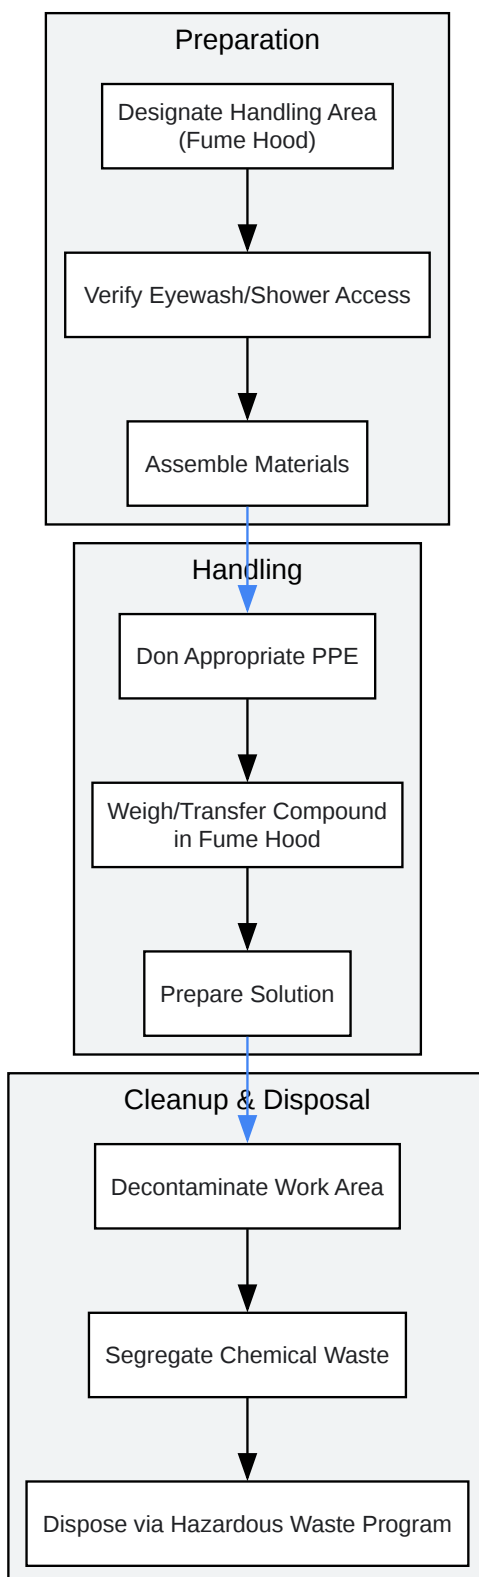 Preparation
Designate Handling Area
(Fume Hood)
Verify Eyewash/Shower Access
Assemble Materials
Handling
Don Appropriate PPE
Weigh/Transfer Compound
in Fume Hood
Prepare Solution
Cleanup & Disposal
Decontaminate Work Area
Segregate Chemical Waste
Dispose via Hazardous Waste Program